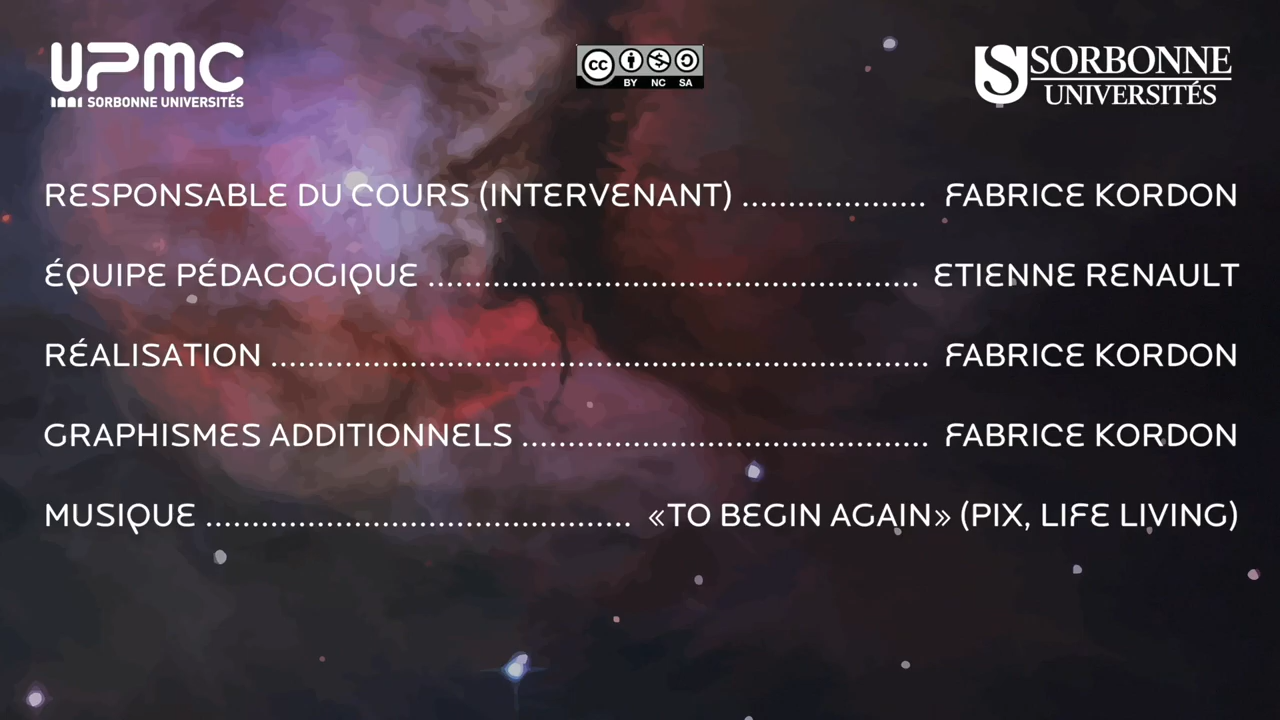 UPMC
SORBONNE UNIVERSITÉS
CC BY NC SA
SORBONNE
UNIVERSITÉS
RESPONSABLE DU COURS (INTERVENANT) .................... FABRICE KORDON
ÉQUIPE PÉDAGOGIQUE ..................................................... ETIENNE RENAULT
RÉALISATION ....................................................................... FABRICE KORDON
GRAPHISMES ADDITIONNELS ............................................ FABRICE KORDON
MUSIQUE .............................................. «TO BEGIN AGAIN» (PIX, LIFE LIVING)